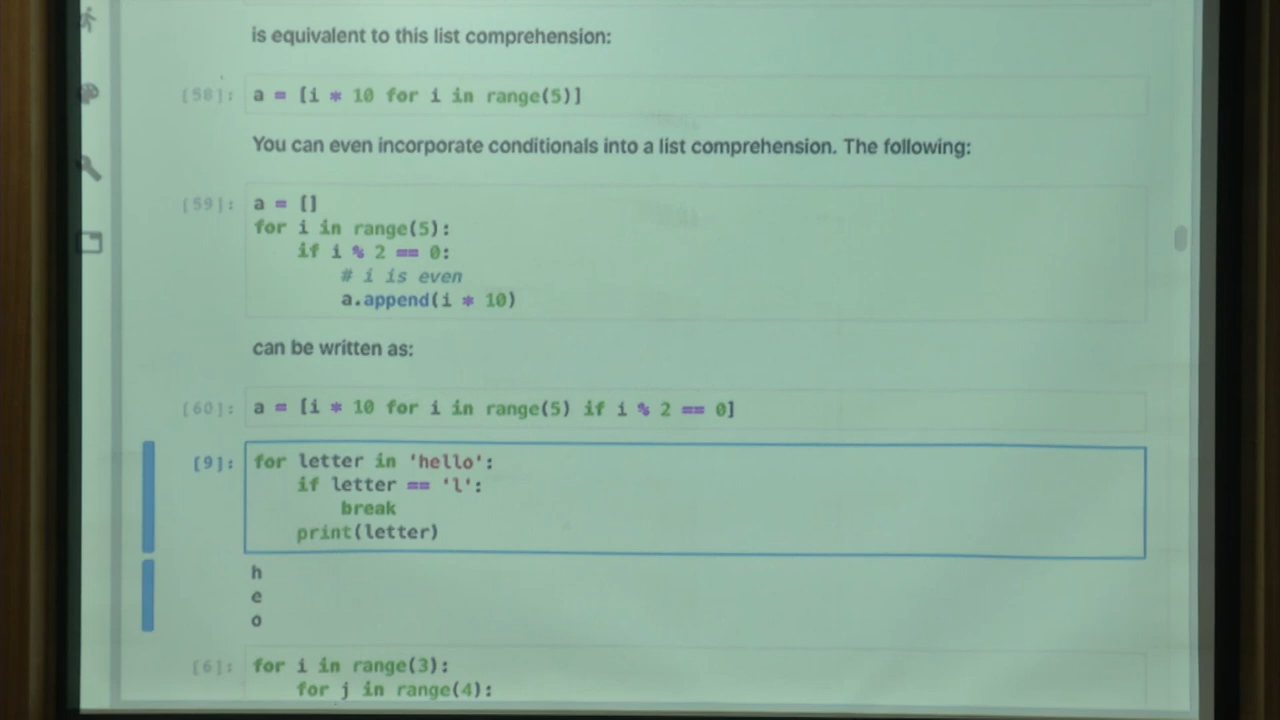 is equivalent to this list comprehension:
[58]: a = [i * 10 for i in range(5)]
You can even incorporate conditionals into a list comprehension. The following:
[59]: a = []
for i in range(5):
    if i % 2 == 0:
        # i is even
        a.append(i * 10)
can be written as:
[60]: a = [i * 10 for i in range(5) if i % 2 == 0]
[9]: for letter in 'hello':
    if letter == 'l':
        break
    print(letter)
h
e
o
[6]: for i in range(3):
    for j in range(4):